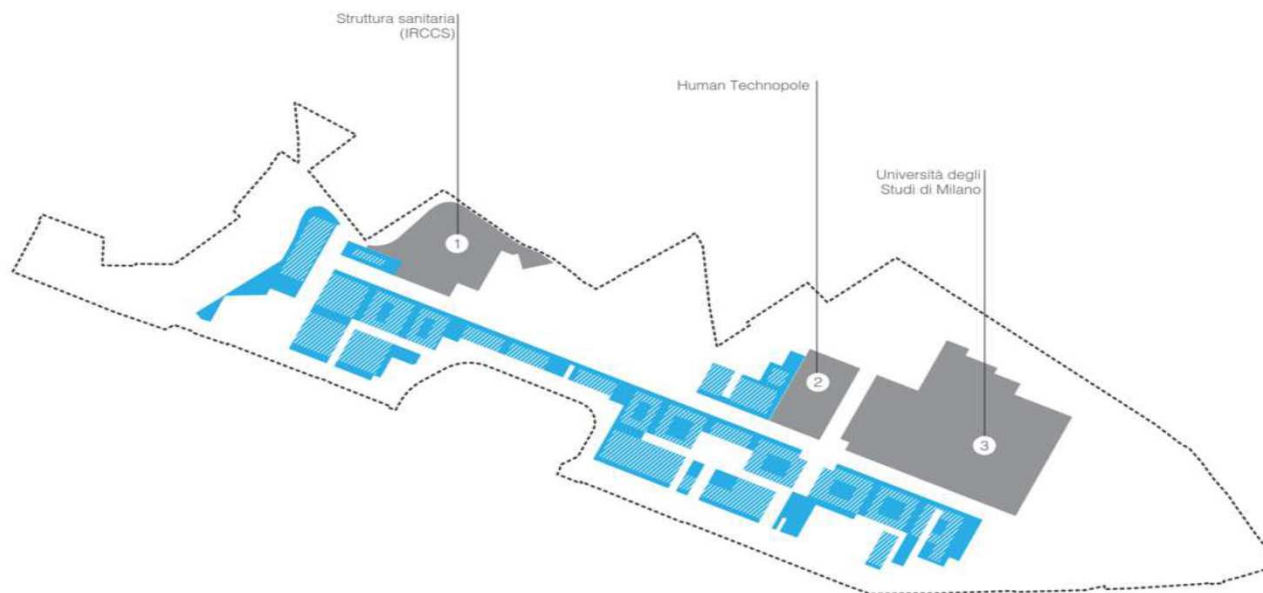 Struttura sanitaria
(IRCCS)
Human Technopole
Università degli
Studi di Milano
1
2
3